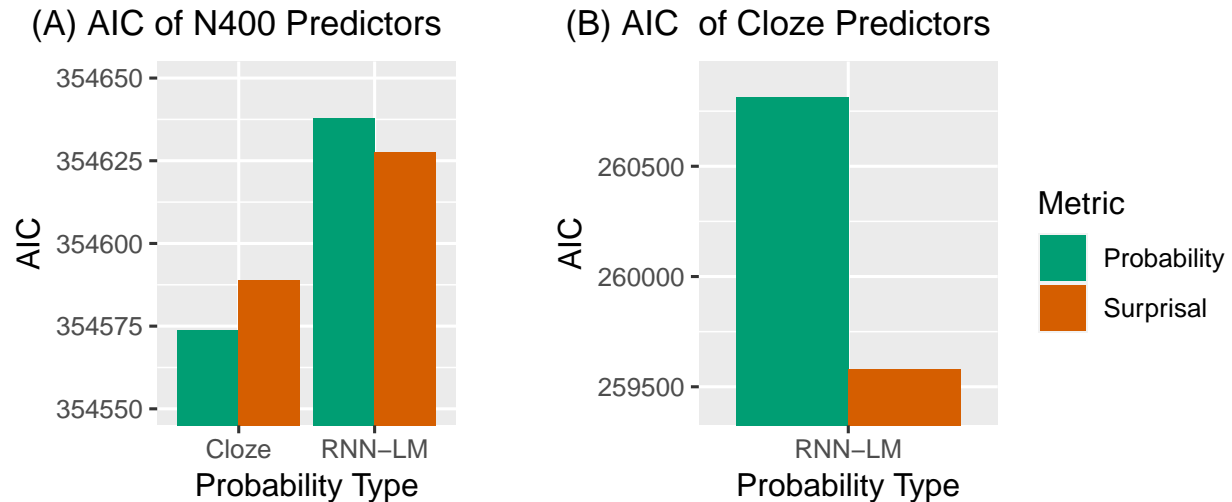 (A) AIC of N400 Predictors
354650
354625
354600
354575
354550
AIC
Cloze
RNN−LM
Probability Type
(B) AIC  of Cloze Predictors
260500
260000
259500
AIC
RNN−LM
Probability Type
Metric
Probability
Surprisal